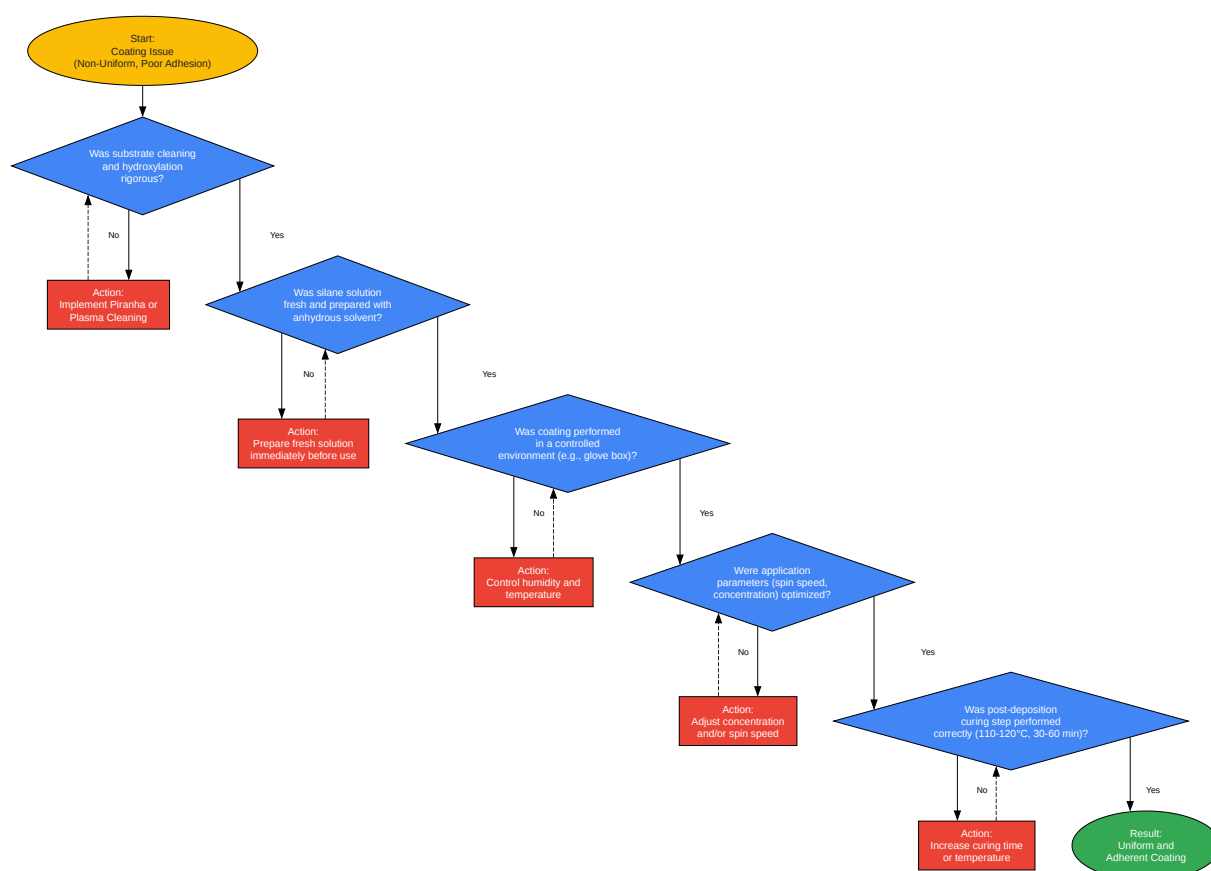 Start:
Coating Issue
(Non-Uniform, Poor Adhesion)
Was substrate cleaning
and hydroxylation
rigorous?
No
Yes
Action:
Implement Piranha or
Plasma Cleaning
Was silane solution
fresh and prepared with
anhydrous solvent?
No
Yes
Action:
Prepare fresh solution
immediately before use
Was coating performed
in a controlled
environment (e.g., glove box)?
No
Yes
Action:
Control humidity and
temperature
Were application
parameters (spin speed,
concentration) optimized?
No
Yes
Action:
Adjust concentration
and/or spin speed
Was post-deposition
curing step performed
correctly (110-120°C, 30-60 min)?
No
Yes
Action:
Increase curing time
or temperature
Result:
Uniform and
Adherent Coating